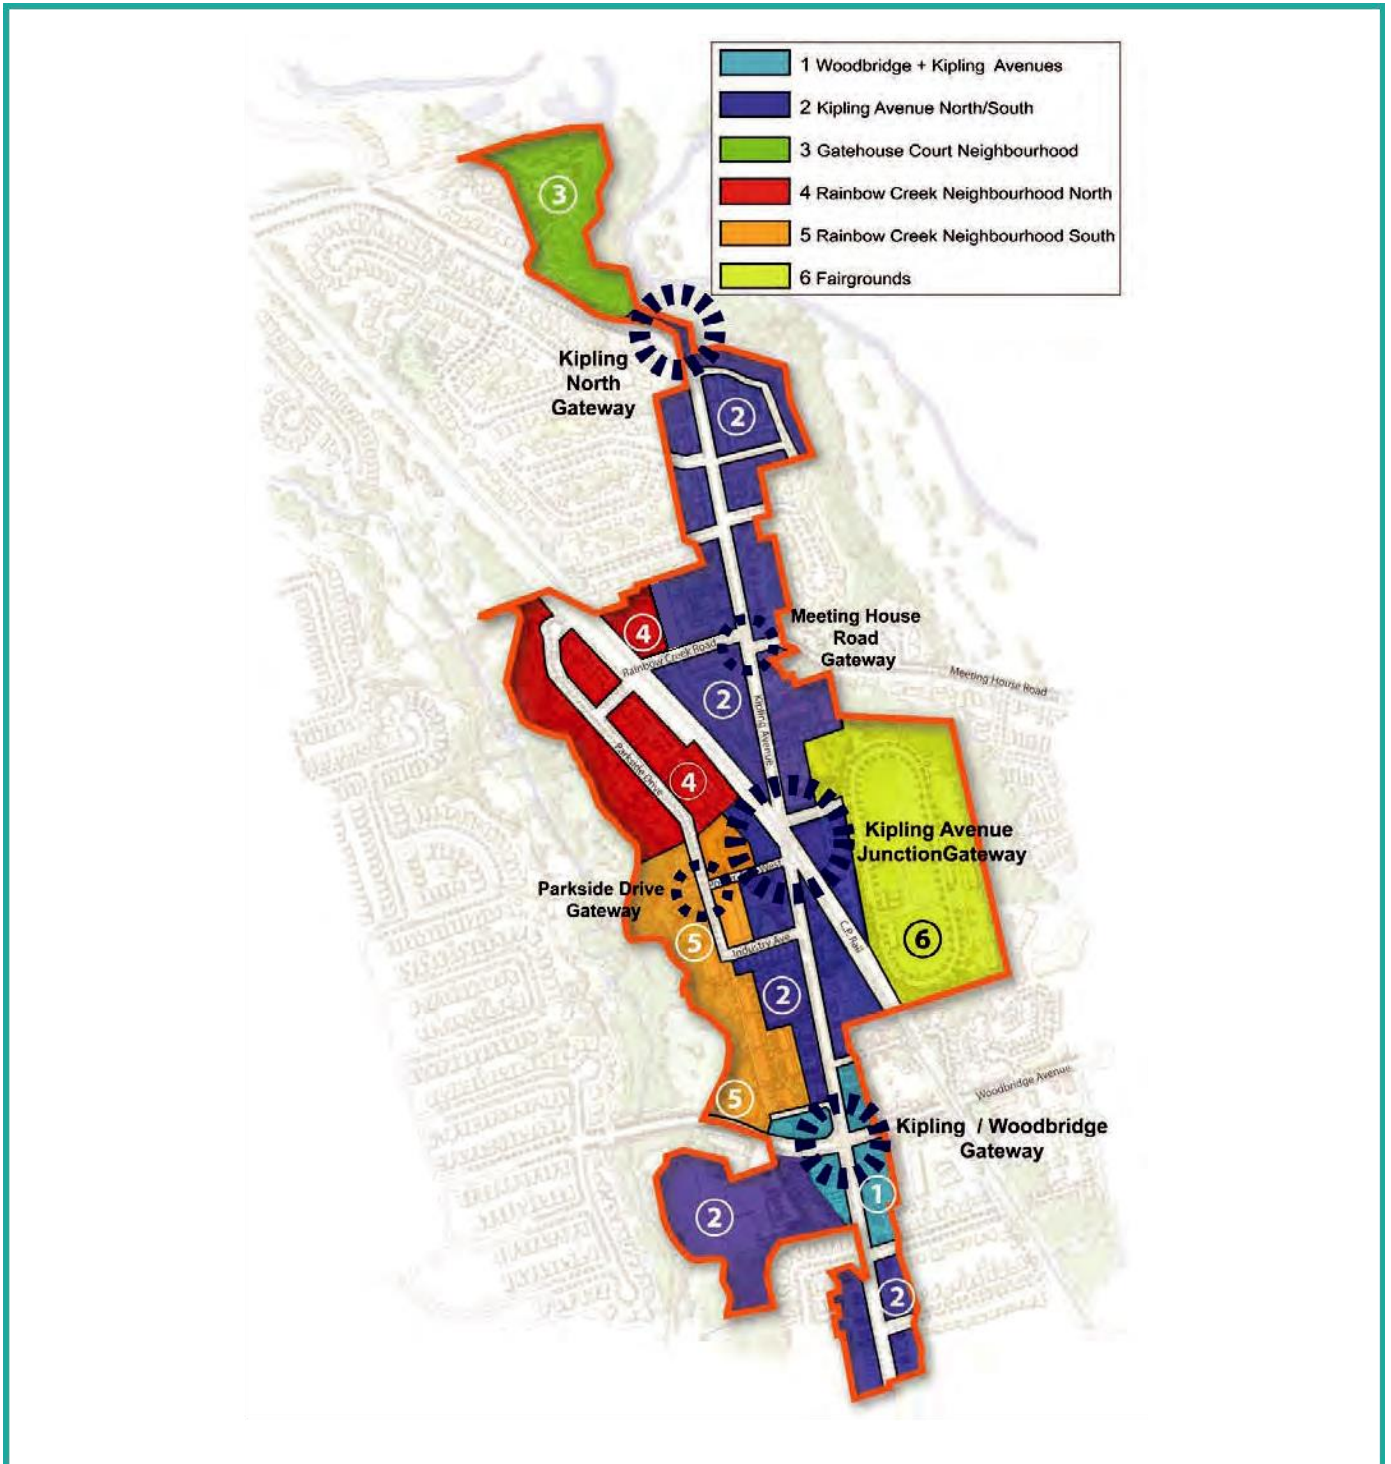 1 Woodbridge + Kipling Avenues
2 Kipling Avenue North/South
3 Gatehouse Court Neighbourhood
4 Rainbow Creek Neighbourhood North
5 Rainbow Creek Neighbourhood South
6 Fairgrounds
3
Kipling
North
Gateway
2
4
Rainbow Creek Road
Meeting House
Road
Gateway
Meeting House Road
2
Kipling Avenue
Parkside Drive
4
Kipling Avenue
JunctionGateway
Parkside Drive
Gateway
5
Industry Ave
C.P. Rail
6
2
5
Woodbridge Avenue
Kipling / Woodbridge
Gateway
1
2
2